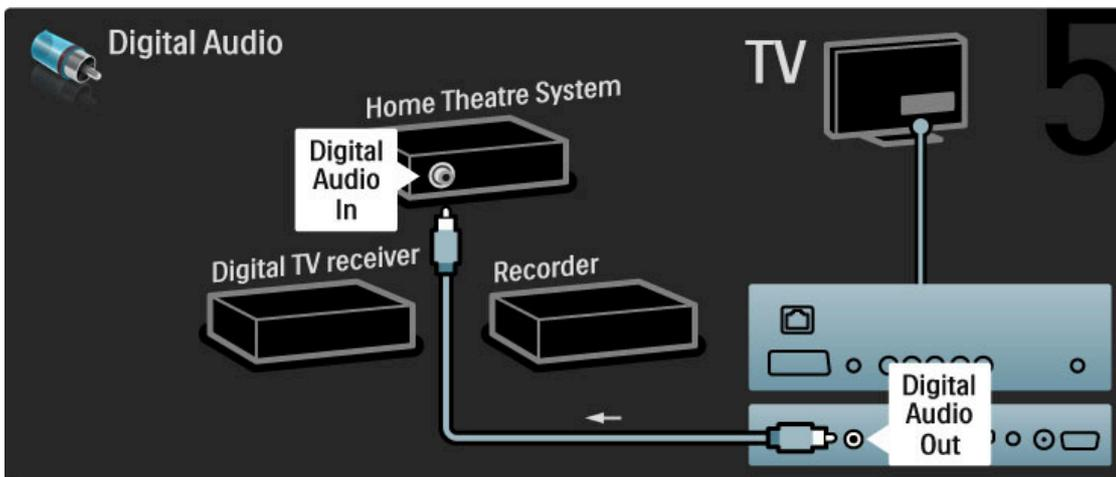 Digital Audio
TV
5
Home Theatre System
Digital
Audio
In
Digital TV receiver
Recorder
Digital
Audio
Out